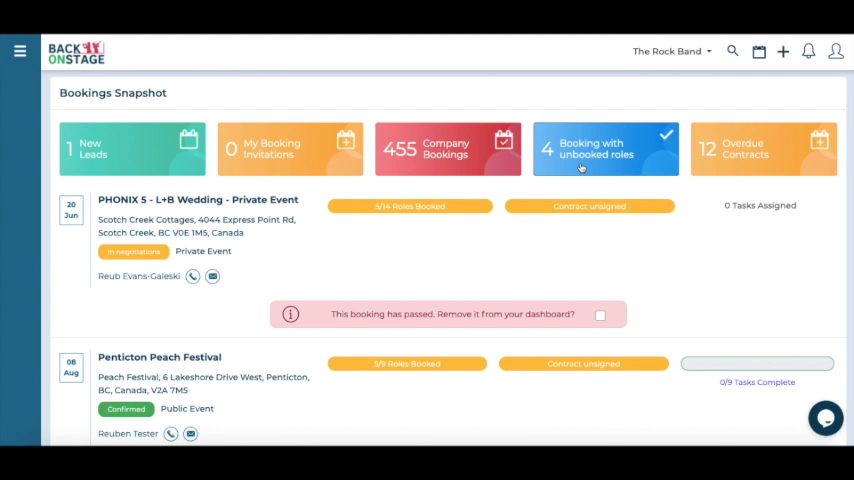 BACK
ONSTAGE
The Rock Band
Bookings Snapshot
1 New Leads
0 My Booking Invitations
455 Company Bookings
4 Booking with unbooked roles
12 Overdue Contracts
20 Jun
PHONIX 5 - L+B Wedding - Private Event
Scotch Creek Cottages, 4044 Express Point Rd,
Scotch Creek, BC V0E 1M5, Canada
In negotiations Private Event
Reub Evans-Galeski
5/14 Roles Booked
Contract unsigned
0 Tasks Assigned
This booking has passed. Remove it from your dashboard?
08 Aug
Penticton Peach Festival
Peach Festival, 6 Lakeshore Drive West, Penticton,
BC, Canada, V2A 7M5
Confirmed Public Event
Reuben Tester
5/9 Roles Booked
Contract unsigned
0/9 Tasks Complete